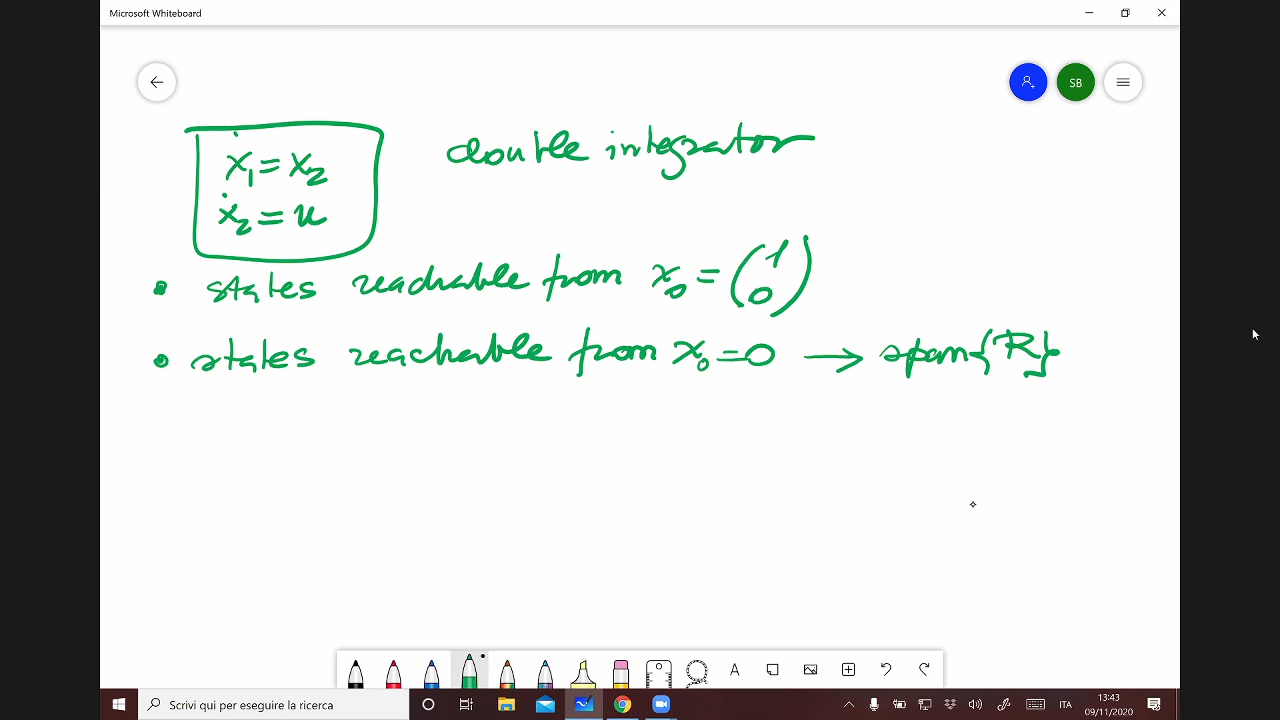 Microsoft Whiteboard
SB
ẋ₁ = x₂
double integrator
ẋ₂ = u
• states reachable from x₀ = (1 0)
• states reachable from x₀ = 0 → span{R}
A
Scrivi qui per eseguire la ricerca
ITA
13:43
09/11/2020